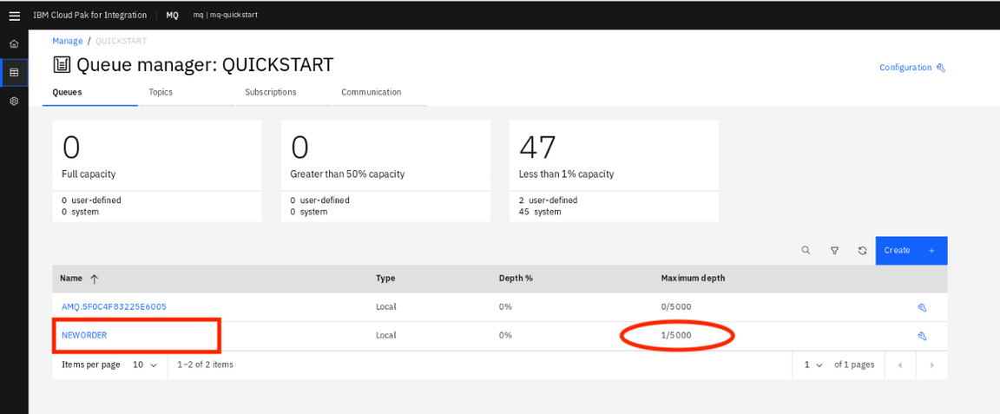 IBM Cloud Pak for Integration | MQ mq | mq-quickstart
Manage / QUICKSTART
Queue manager: QUICKSTART
Configuration
Queues Topics Subscriptions Communication
0 0 47
Full capacity Greater than 50% capacity Less than 1% capacity
0 user-defined 0 user-defined 2 user-defined
0 system 0 system 45 system
Create +
Name Type Depth % Maximum depth
AMQ.5F0C4F83225E6005 Local 0% 0/5000
NEWORDER Local 0% 1/5000
Items per page 10 1–2 of 2 items 1 of 1 pages